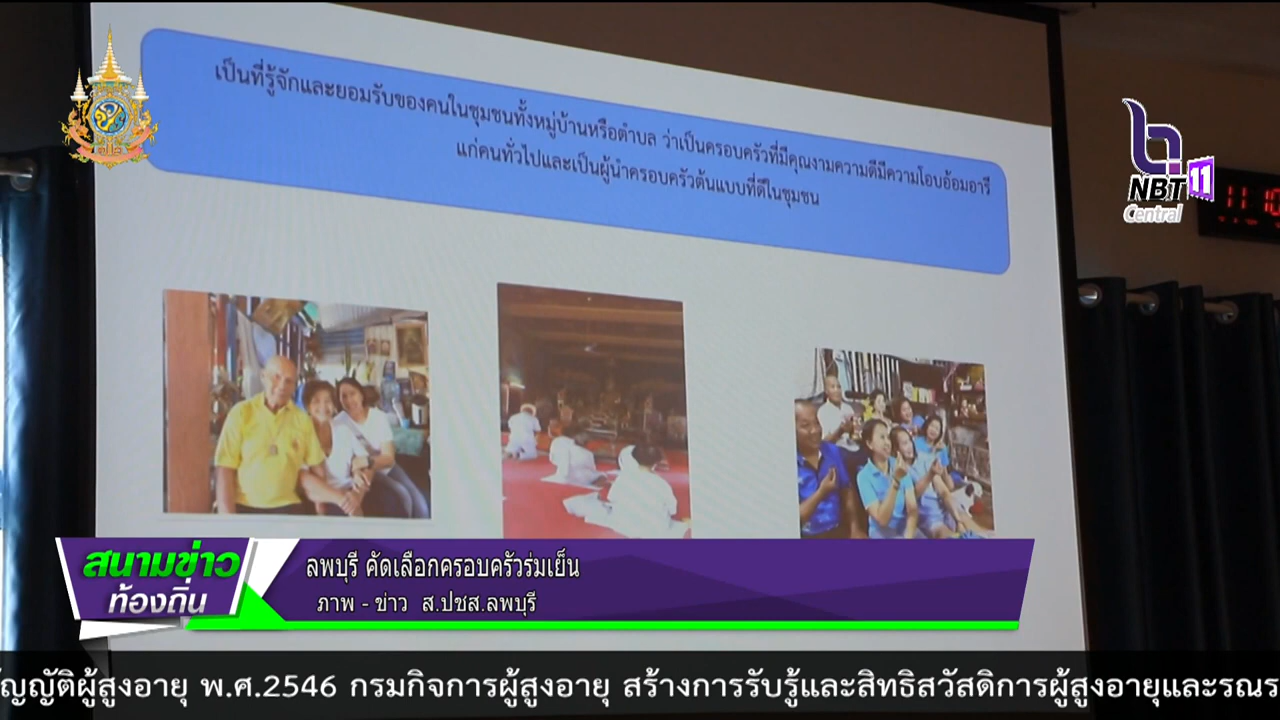 เป็นที่รู้จักและยอมรับของคนในชุมชนทั้งหมู่บ้านหรือตำบล ว่าเป็นครอบครัวที่มีคุณงามความดีมีความโอบอ้อมอารี
แก่คนทั่วไปและเป็นผู้นำครอบครัวต้นแบบที่ดีในชุมชน
NBT 11
Central
สนามข่าว
ท้องถิ่น
ลพบุรี คัดเลือกครอบครัวร่มเย็น
ภาพ - ข่าว ส.ปชส.ลพบุรี
ัญญัติผู้สูงอายุ พ.ศ.2546 กรมกิจการผู้สูงอายุ สร้างการรับรู้และสิทธิสวัสดิการผู้สูงอายุและรณร